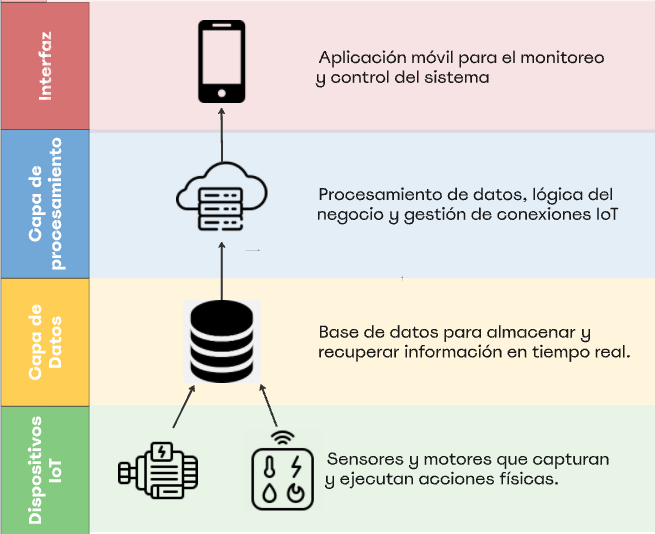 Interfaz
Aplicación móvil para el monitoreo
y control del sistema
Capa de
procesamiento
Procesamiento de datos, lógica del
negocio y gestión de conexiones IoT
Capa de
Datos
Base de datos para almacenar y
recuperar información en tiempo real.
Dispositivos
IoT
Sensores y motores que capturan
y ejecutan acciones físicas.